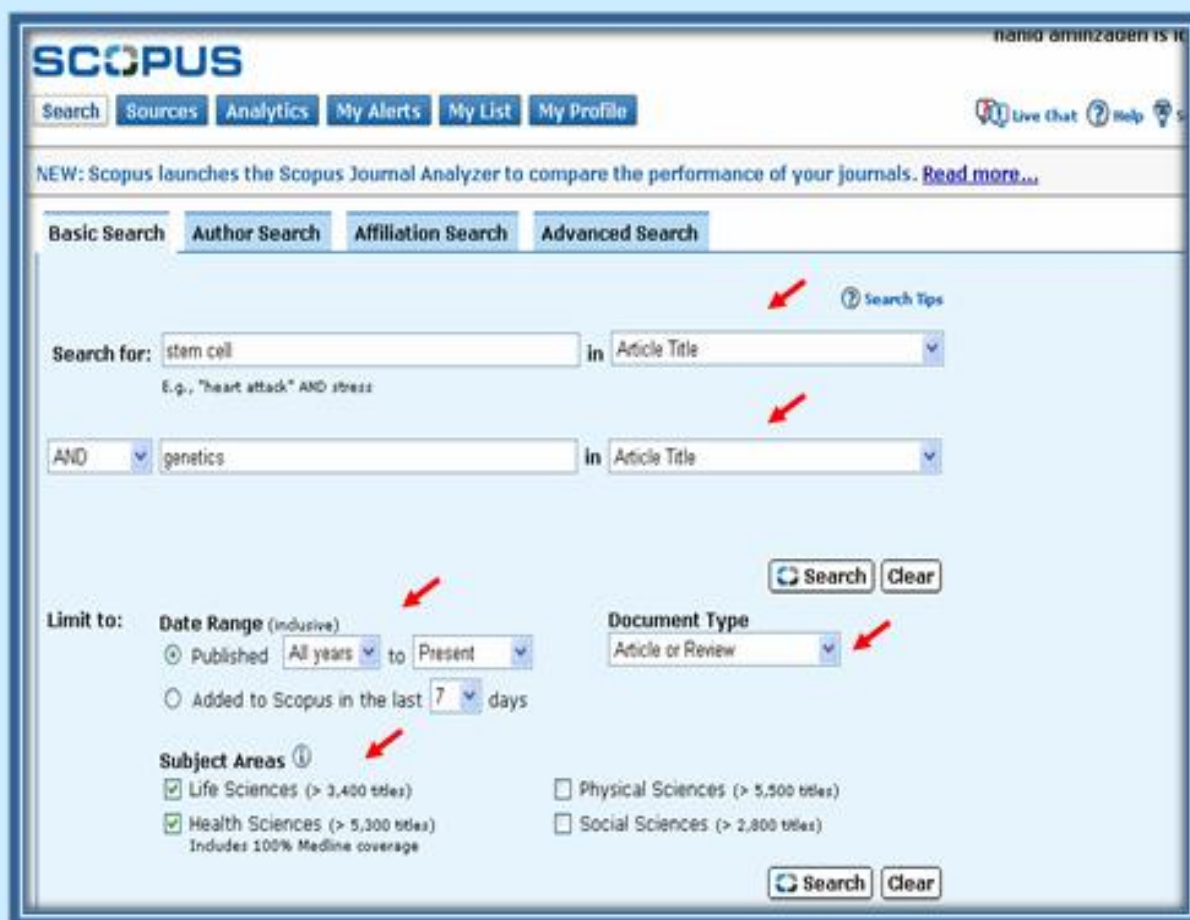 SCOPUS
Search Sources Analytics My Alerts My List My Profile
Live Chat Help
NEW: Scopus launches the Scopus Journal Analyzer to compare the performance of your journals. Read more...
Basic Search Author Search Affiliation Search Advanced Search
Search Tips
Search for: stem cell in Article Title
E.g., "heart attack" AND stress
AND genetics in Article Title
Search Clear
Limit to: Date Range (inclusive) Document Type
Published All years to Present Article or Review
Added to Scopus in the last 7 days
Subject Areas
Life Sciences (> 3,400 titles) Physical Sciences (> 5,500 titles)
Health Sciences (> 5,300 titles) Social Sciences (> 2,800 titles)
Includes 100% Medline coverage
Search Clear